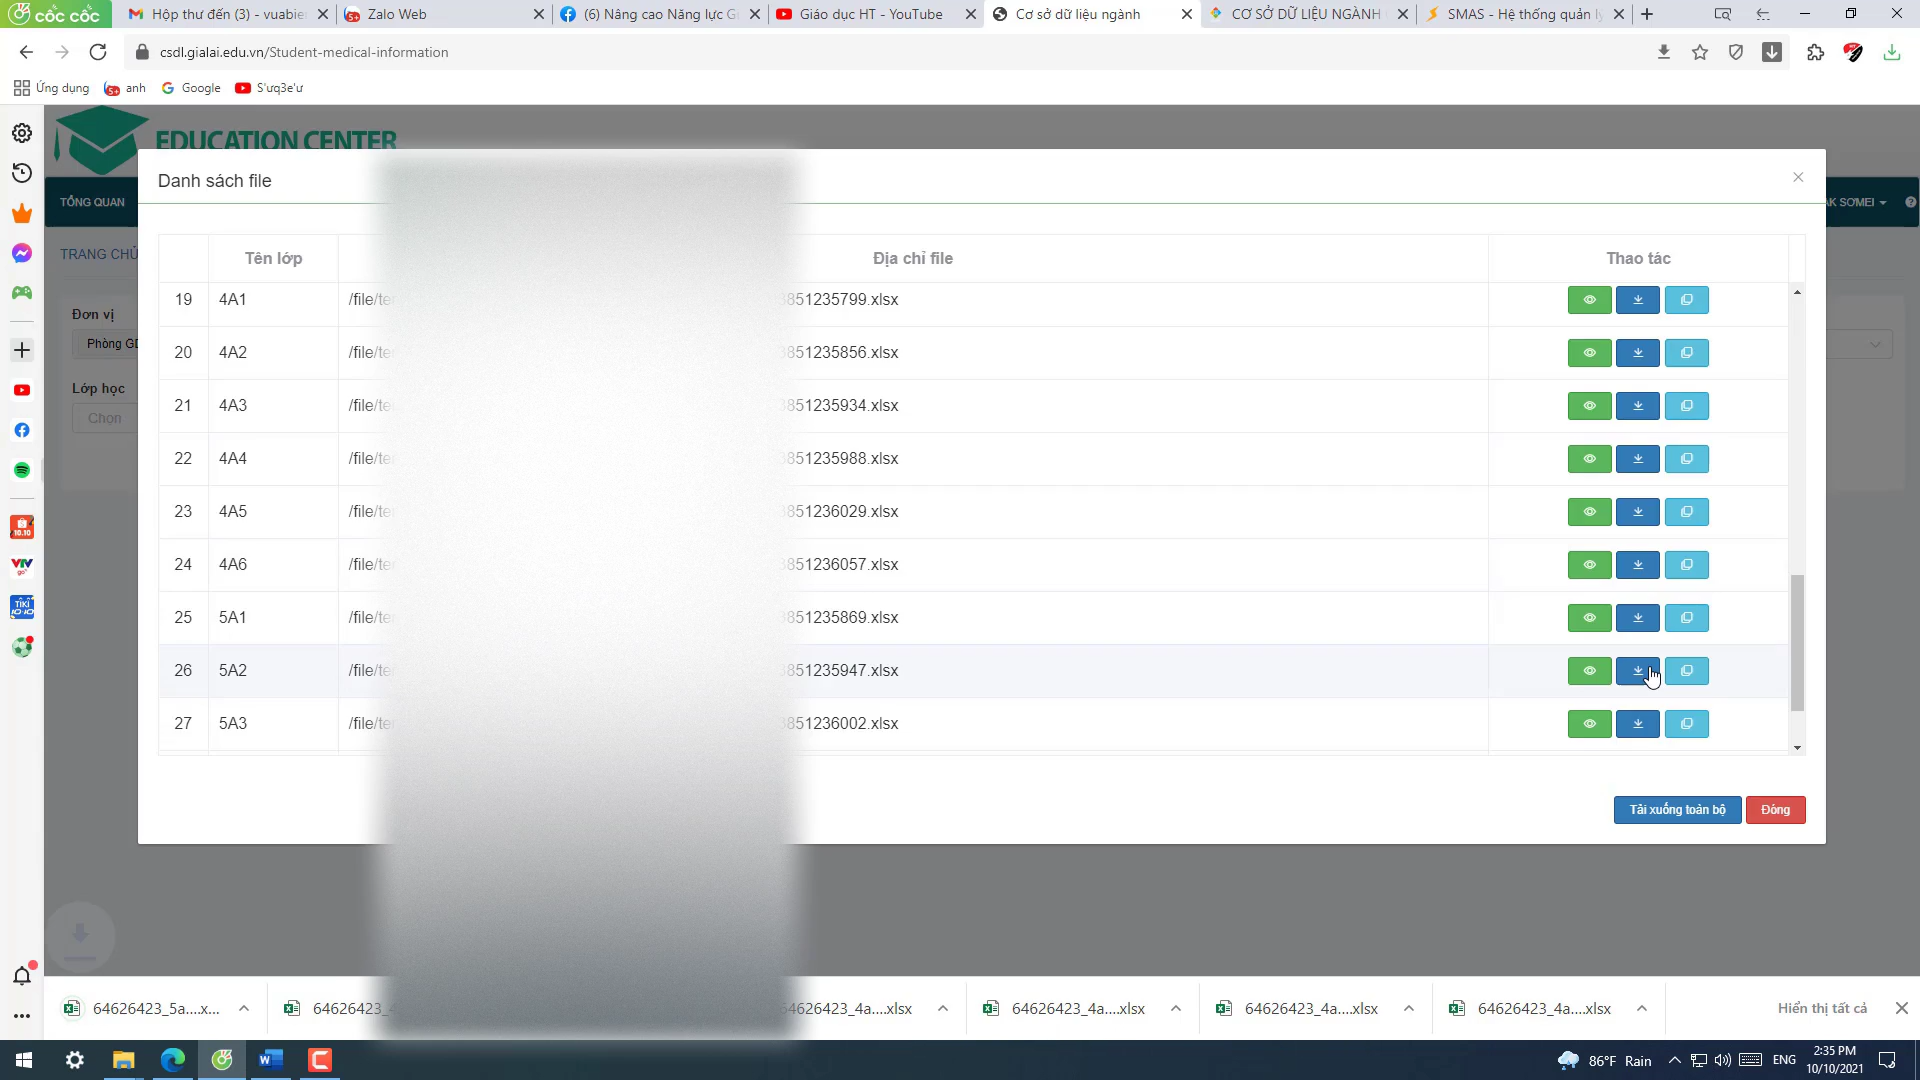 cốc cốc
Hộp thư đến (3) - vuabie
Zalo Web
(6) Nâng cao Năng lực G
Giáo dục HT - YouTube
Cơ sở dữ liệu ngành
CƠ SỞ DỮ LIỆU NGÀNH
SMAS - Hệ thống quản lý
csdl.gialai.edu.vn/Student-medical-information
Ứng dụng
anh
Google
S'ưq3e'ư
EDUCATION CENTER
Danh sách file
TỔNG QUAN
AK SƠMEI
TRANG CHỦ
Tên lớp
Địa chỉ file
Thao tác
19 4A1 /file/te 851235799.xlsx
Đơn vị
Phòng GD
20 4A2 /file/te 851235856.xlsx
Lớp học
Chọn
21 4A3 /file/te 851235934.xlsx
22 4A4 /file/te 851235988.xlsx
23 4A5 /file/te 851236029.xlsx
24 4A6 /file/te 851236057.xlsx
25 5A1 /file/te 851235869.xlsx
26 5A2 /file/te 851235947.xlsx
27 5A3 /file/te 851236002.xlsx
Tải xuống toàn bộ
Đóng
64626423_5a....x...
64626423_4
64626423_4a....xlsx
64626423_4a....xlsx
64626423_4a....xlsx
64626423_4a....xlsx
Hiển thị tất cả
86°F Rain
ENG
2:35 PM
10/10/2021